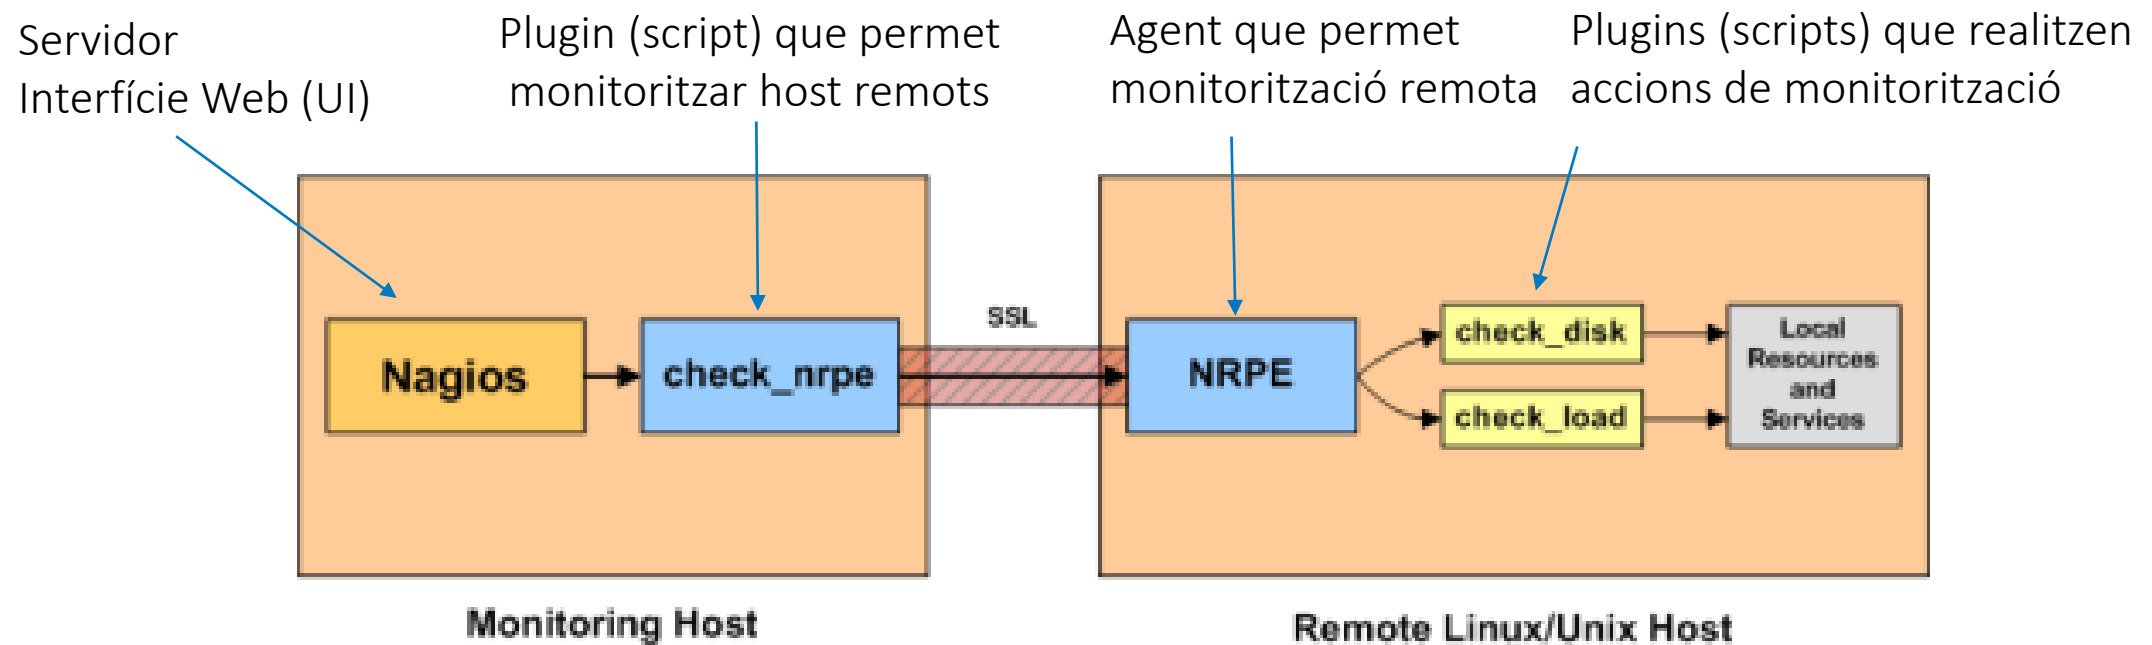 Servidor
Interfície Web (UI)
Plugin (script) que permet
monitoritzar host remots
Agent que permet
monitorització remota
Plugins (scripts) que realitzen
accions de monitorització
Nagios
check_nrpe
SSL
NRPE
check_disk
check_load
Local
Resources
and
Services
Monitoring Host
Remote Linux/Unix Host